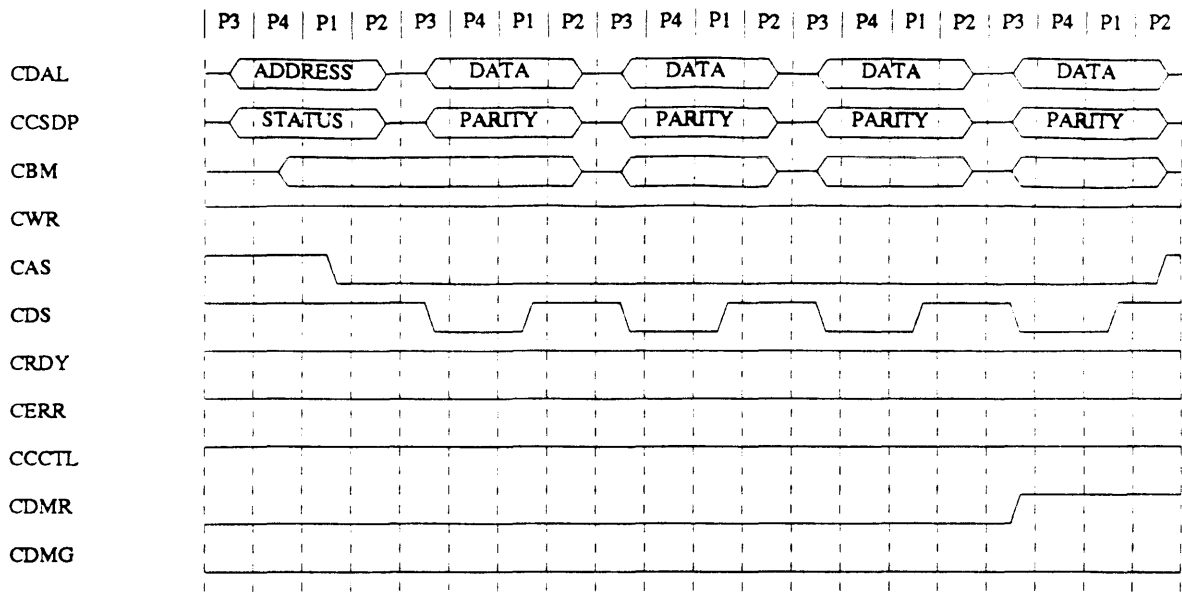 P3 P4 P1 P2 P3 P4 P1 P2 P3 P4 P1 P2 P3 P4 P1 P2 P3 P4 P1 P2
CDAL ADDRESS DATA DATA DATA DATA
CCSDP STATUS PARITY PARITY PARITY PARITY
CBM
CWR
CAS
CDS
CRDY
CERR
CCCTL
CDMR
CDMG